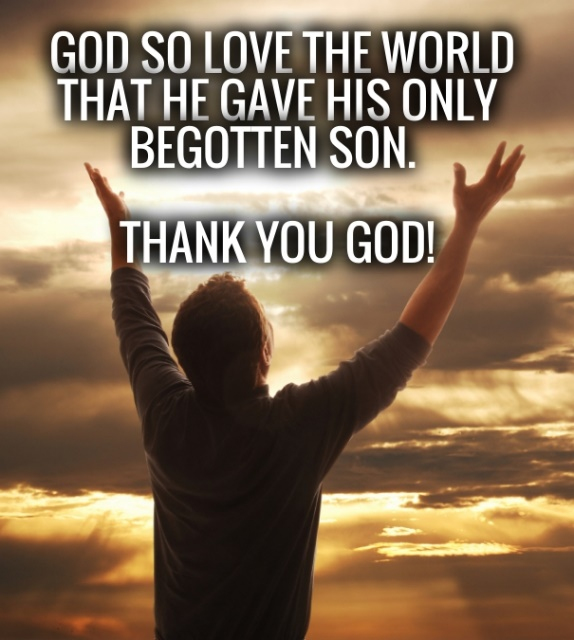 GOD SO LOVE THE WORLD
THAT HE GAVE HIS ONLY
BEGOTTEN SON.
THANK YOU GOD!